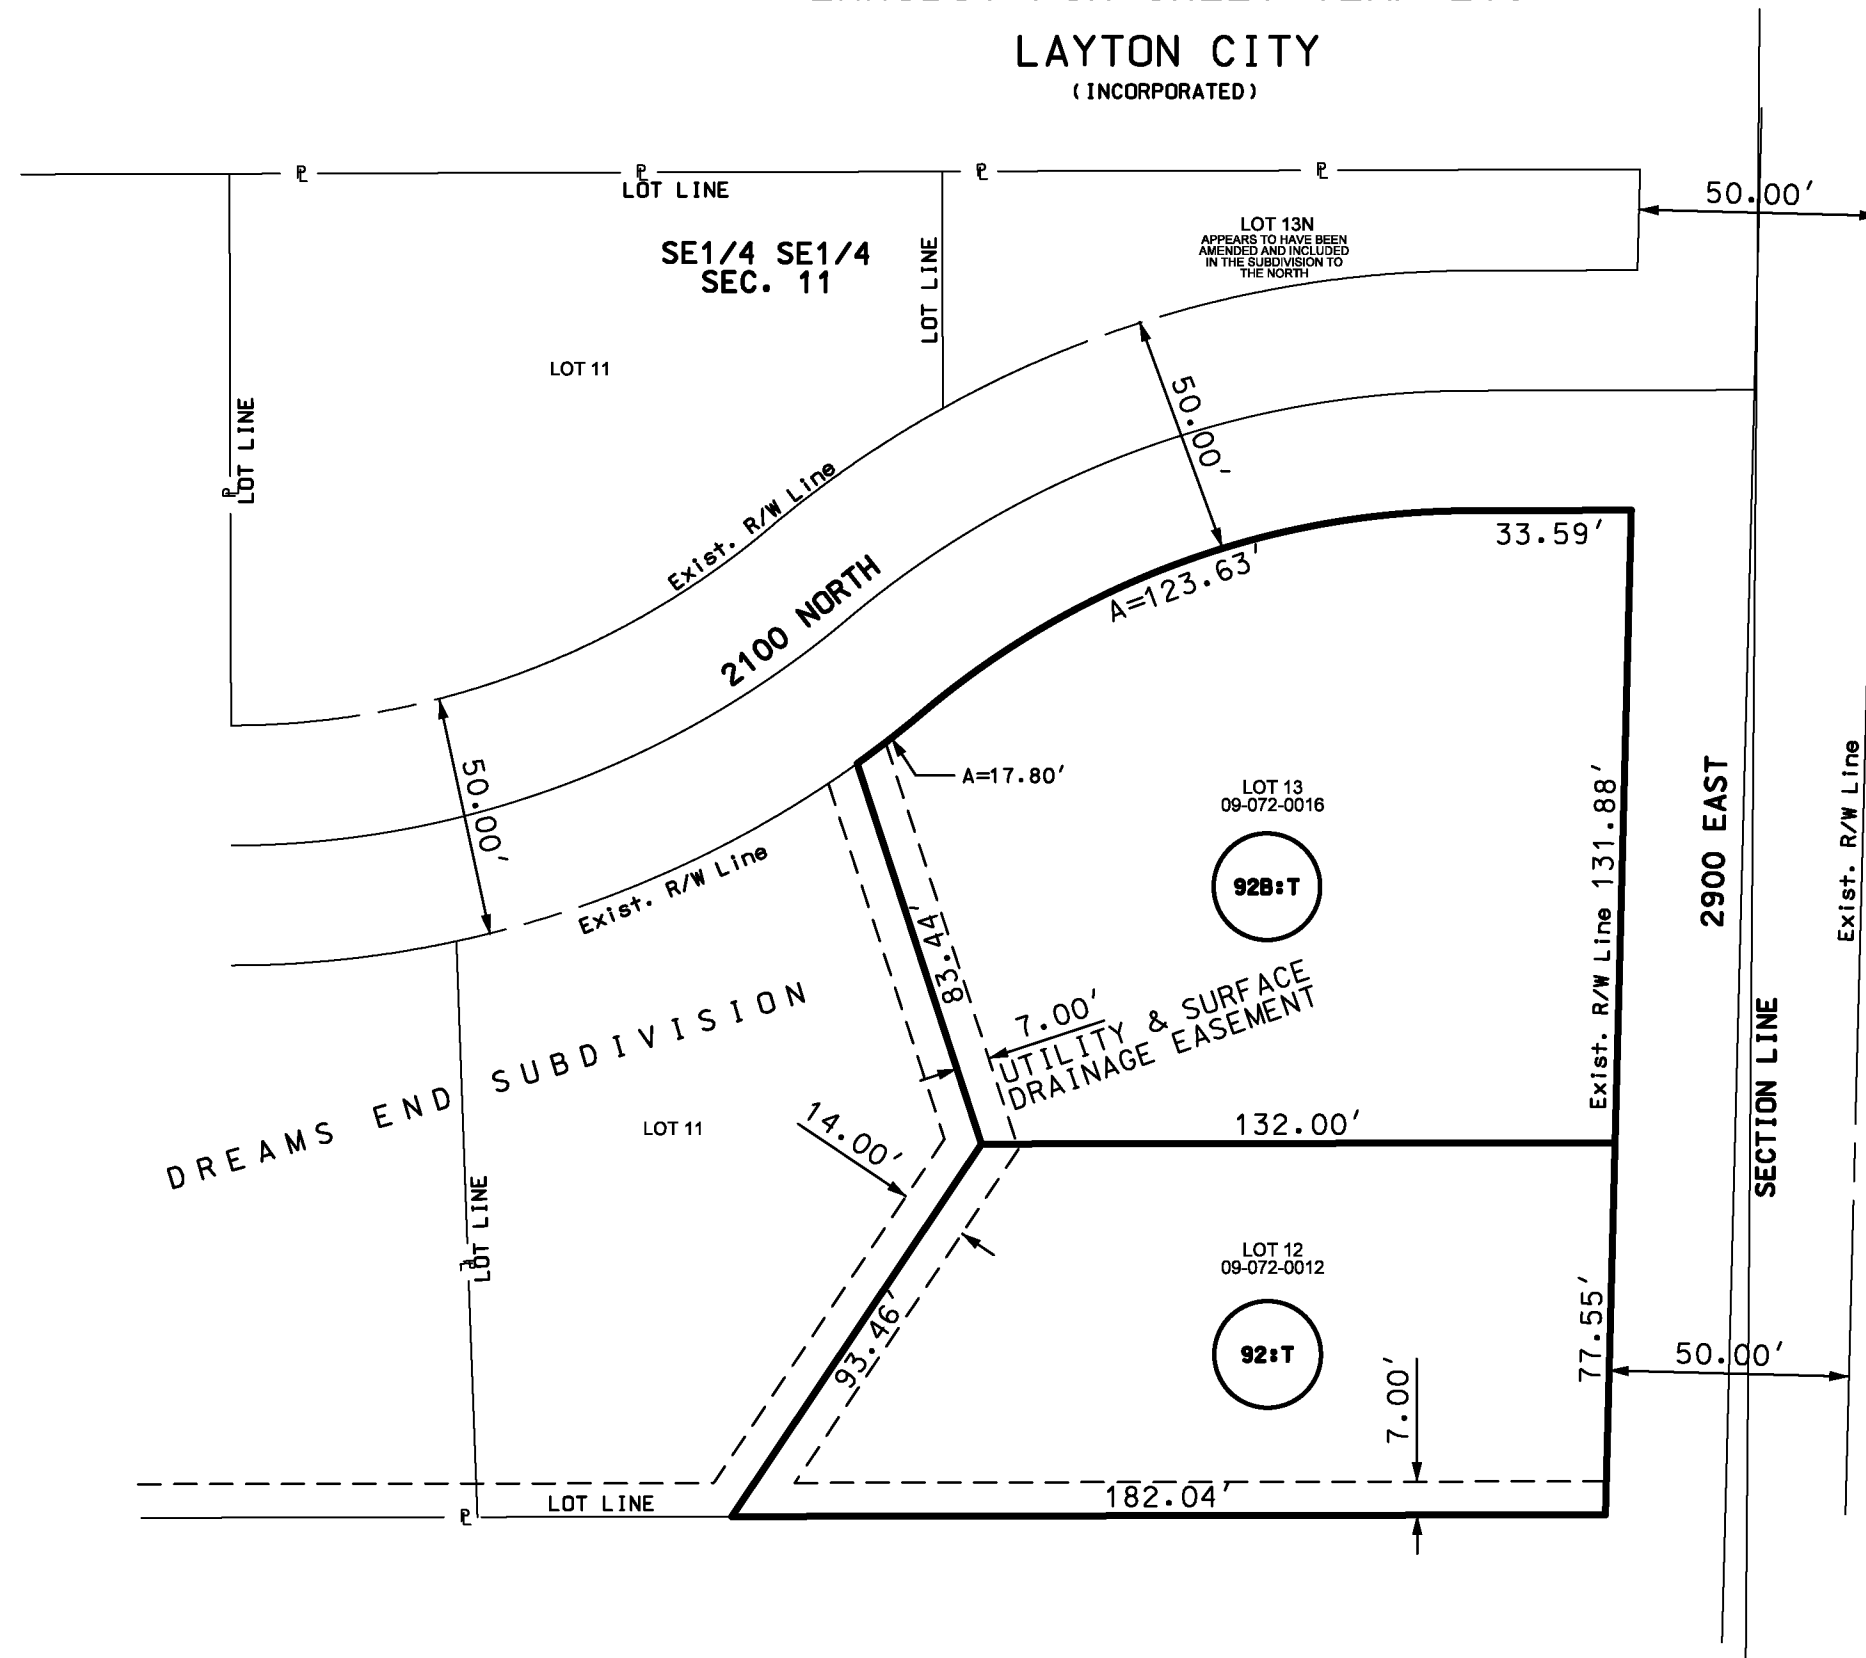 LAYTON CITY
(INCORPORATED)
LOT LINE
50.00'
LOT 13N
APPEARS TO HAVE BEEN
AMENDED AND INCLUDED
IN THE SUBDIVISION TO
THE NORTH
SE1/4 SE1/4
SEC. 11
LOT LINE
LOT 11
LOT LINE
50.00'
Exist. R/W Line
2100 NORTH
33.59'
A=123.63'
A=17.80'
50.00'
Exist. R/W Line
LOT 13
09-072-0016
92B:T
Exist. R/W Line 131.88'
2900 EAST
Exist. R/W Line
83.44'
7.00'
UTILITY & SURFACE
DRAINAGE EASEMENT
DREAMS END SUBDIVISION
LOT 11
14.00'
132.00'
SECTION LINE
LOT LINE
LOT 12
09-072-0012
92:T
93.46'
77.55'
50.00'
7.00'
LOT LINE
182.04'